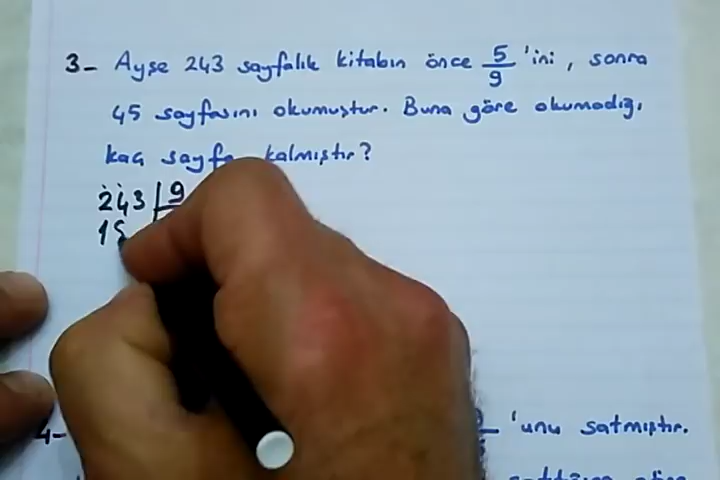 3- Ayşe 243 sayfalık kitabın önce 5/9 'ini, sonra
45 sayfasını okumuştur. Buna göre okumadığı
kaç kalmıştır?
243 | 9
4- 'unu satmıştır.